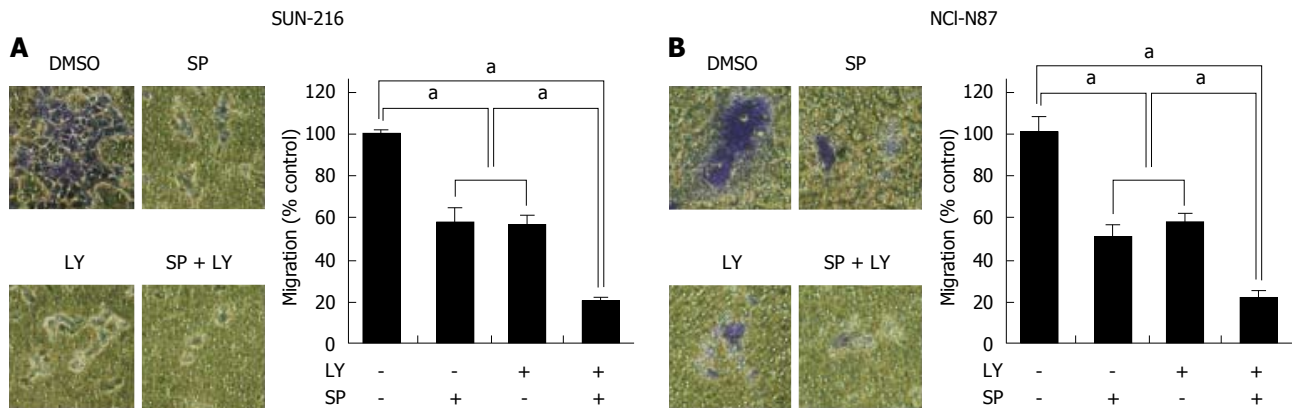 SUN-216
A
DMSO SP
LY SP + LY
a
a a
Migration (% control)
120
100
80
60
40
20
0
LY - - + +
SP - + - +
NCI-N87
B
DMSO SP
LY SP + LY
a
a a
Migration (% control)
120
100
80
60
40
20
0
LY - - + +
SP - + - +